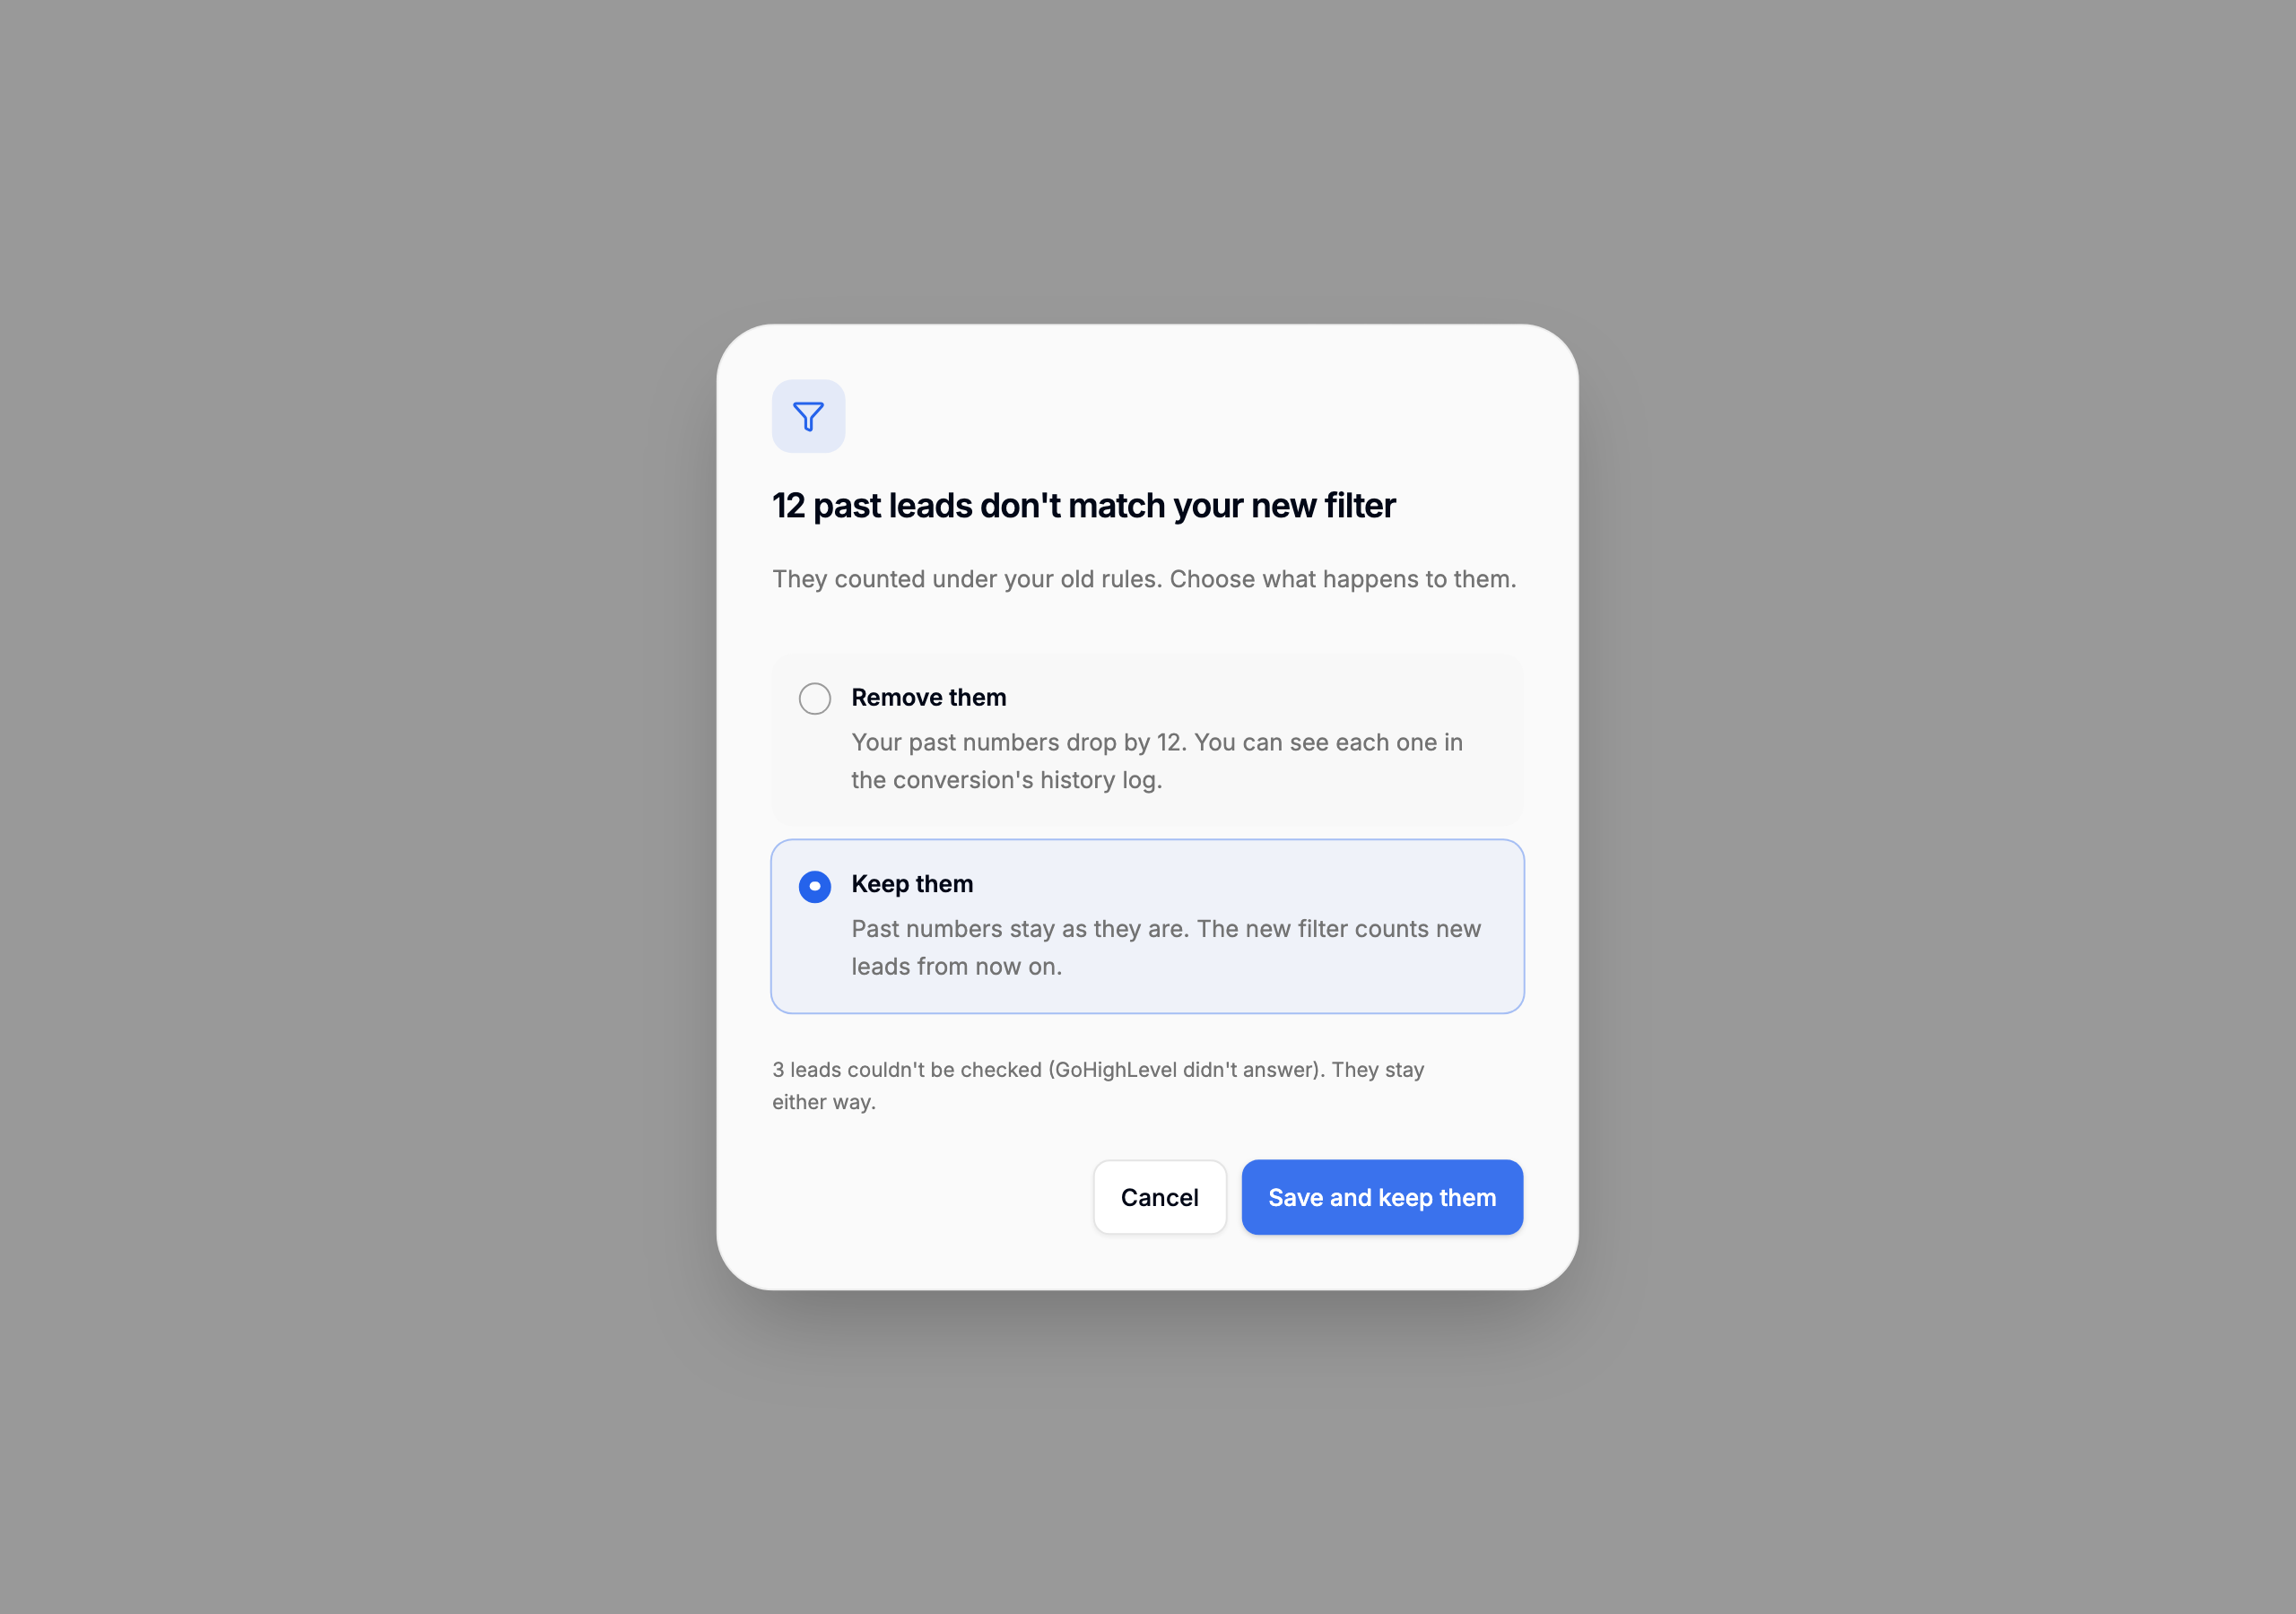 12 past leads don't match your new filter
They counted under your old rules. Choose what happens to them.
Remove them
Your past numbers drop by 12. You can see each one in
the conversion's history log.
Keep them
Past numbers stay as they are. The new filter counts new
leads from now on.
3 leads couldn't be checked (GoHighLevel didn't answer). They stay
either way.
Cancel
Save and keep them